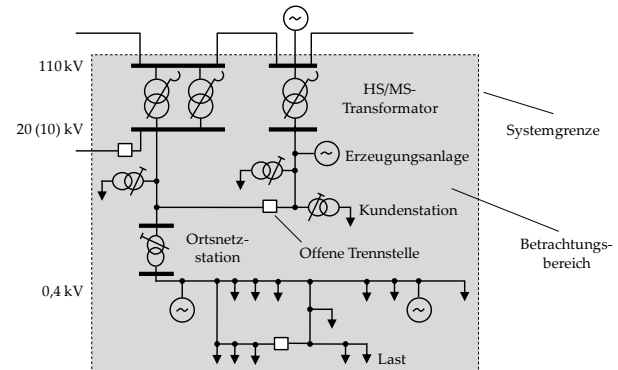 110 kV
HS/MS-
Transformator
20 (10) kV
Systemgrenze
Erzeugungsanlage
Kundenstation
Ortsnetz-
station
Offene Trennstelle
Betrachtungs-
bereich
0,4 kV
Last